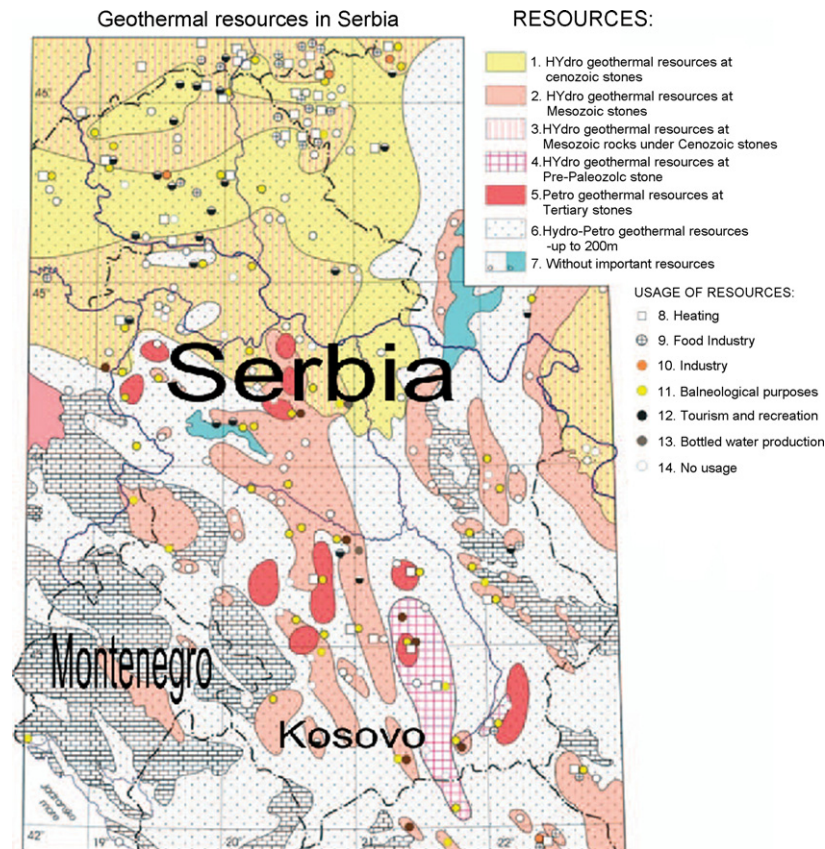 Geothermal resources in Serbia
RESOURCES:
1. HYdro geothermal resources at
cenozoic stones
2. HYdro geothermal resources at
Mesozoic stones
3.HYdro geothermal resources at
Mesozoic rocks under Cenozoic stones
4.HYdro geothermal resources at
Pre-Paleozolc stone
5.Petro geothermal resources at
Tertiary stones
6.Hydro-Petro geothermal resources
-up to 200m
7. Without important resources
USAGE OF RESOURCES:
8. Heating
9. Food Industry
10. Industry
11. Balneological purposes
12. Tourism and recreation
13. Bottled water production
14. No usage
46°
45°
Serbia
Montenegro
Kosovo
Jadransko
more
42°
19°
20°
21°
22°